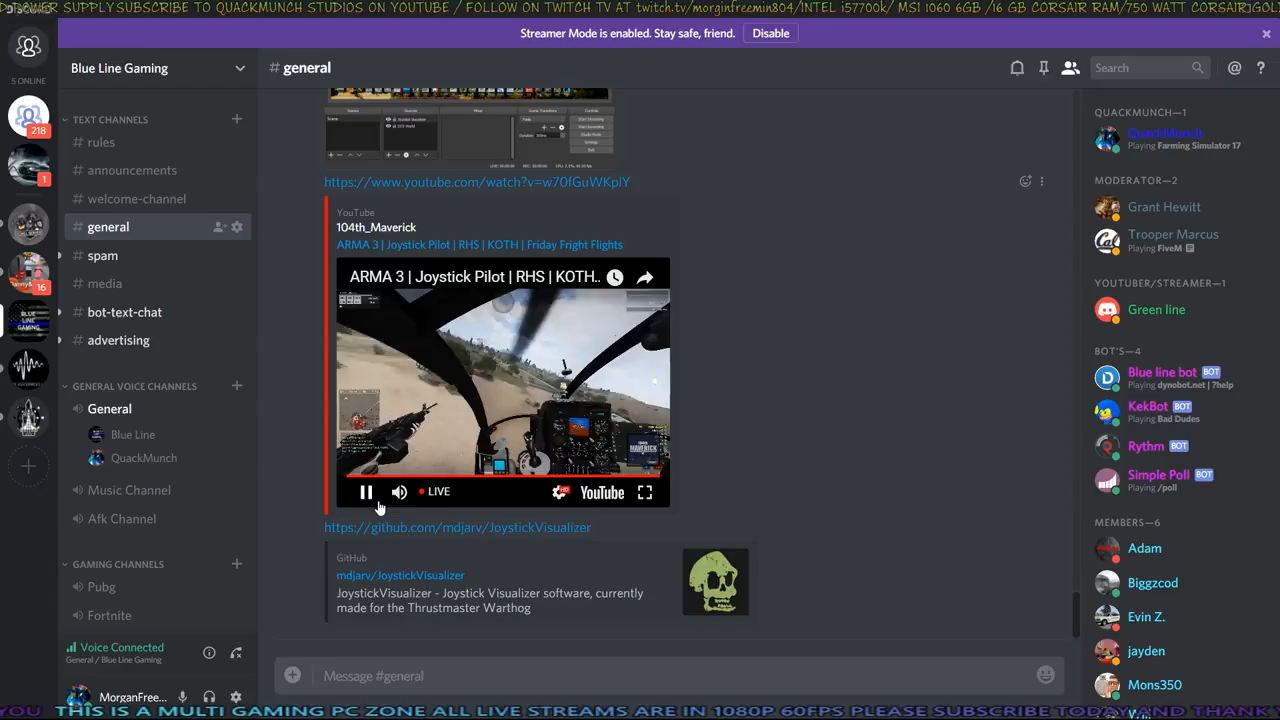 POWER SUPPLY SUBSCRIBE TO QUACKMUNCH STUDIOS ON YOUTUBE / FOLLOW ON TWITCH TV AT twitch.tv/morginfreemin804/INTEL i57700k/ MSI 1060 6GB /16 GB CORSAIR RAM/750 WATT CORSAIR
Streamer Mode is enabled. Stay safe, friend.
Disable
5 ONLINE
218
1
16
BLUE LINE GAMING
Blue Line Gaming
TEXT CHANNELS
# rules
# announcements
# welcome-channel
# general
# spam
# media
# bot-text-chat
# advertising
GENERAL VOICE CHANNELS
General
Blue Line
QuackMunch
Music Channel
Afk Channel
GAMING CHANNELS
Pubg
Fortnite
Voice Connected
General / Blue Line Gaming
MorganFree...
# general
Search
@ ?
https://www.youtube.com/watch?v=w70fGuWKpIY
YouTube
104th_Maverick
ARMA 3 | Joystick Pilot | RHS | KOTH | Friday Fright Flights
ARMA 3 | Joystick Pilot | RHS | KOTH..
LIVE
HD
YouTube
https://github.com/mdjarv/JoystickVisualizer
GitHub
mdjarv/JoystickVisualizer
JoystickVisualizer - Joystick Visualizer software, currently
made for the Thrustmaster Warthog
Message #general
QUACKMUNCH—1
QuackMunch
Playing Farming Simulator 17
MODERATOR—2
Grant Hewitt
Trooper Marcus
Playing FiveM
YOUTUBER/STREAMER—1
Green line
BOT'S—4
Blue line bot BOT
Playing dynobot.net | ?help
KekBot BOT
Playing Bad Dudes
Rythm BOT
Simple Poll BOT
Playing /poll
MEMBERS—6
Adam
Biggzcod
Evin Z.
jayden
Mons350
YOU THIS IS A MULTI GAMING PC ZONE ALL LIVE STREAMS ARE IN 1080P 60FPS PLEASE SUBSCRIBE TODAY AND THANK